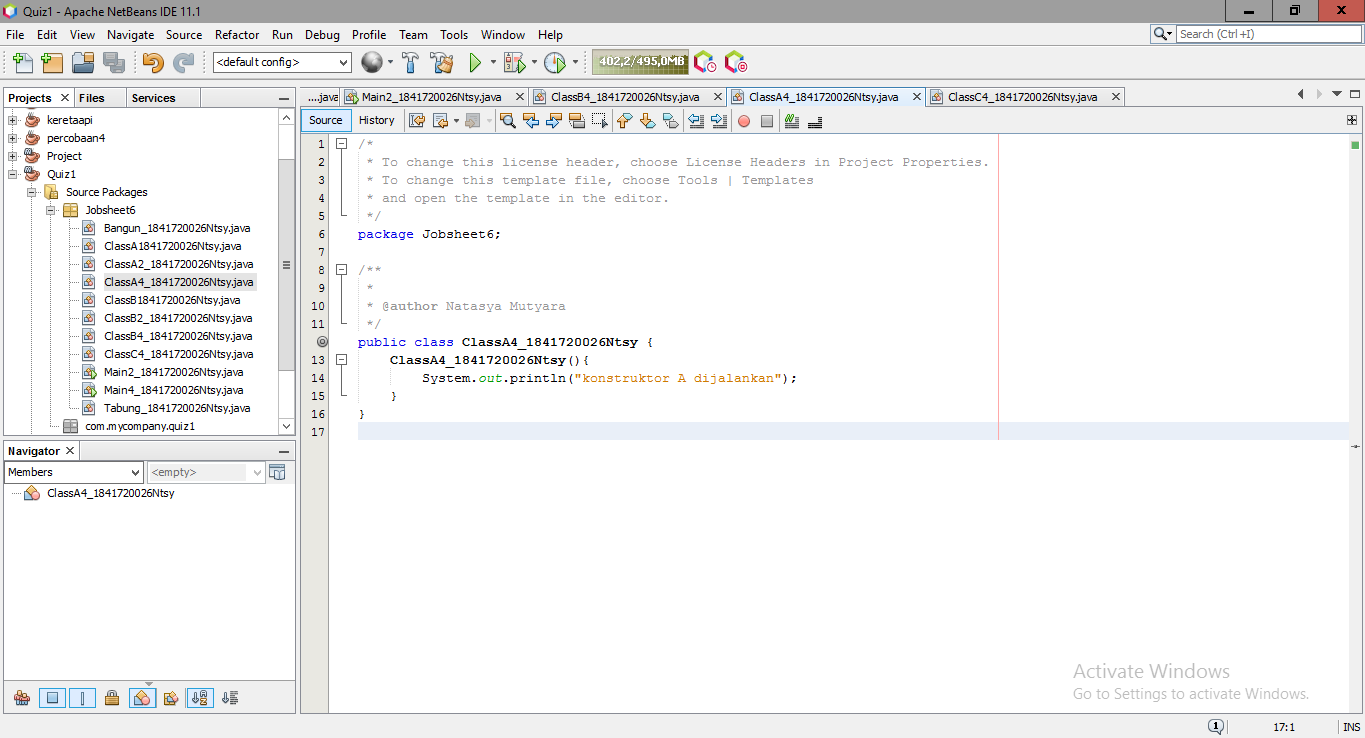 Quiz1 - Apache NetBeans IDE 11.1
File Edit View Navigate Source Refactor Run Debug Profile Team Tools Window Help
Search (Ctrl+I)
<default config>
402,2/495,0MB
Projects Files Services
keretaapi
percobaan4
Project
Quiz1
Source Packages
Jobsheet6
Bangun_1841720026Ntsy.java
ClassA1841720026Ntsy.java
ClassA2_1841720026Ntsy.java
ClassA4_1841720026Ntsy.java
ClassB1841720026Ntsy.java
ClassB2_1841720026Ntsy.java
ClassB4_1841720026Ntsy.java
ClassC4_1841720026Ntsy.java
Main2_1841720026Ntsy.java
Main4_1841720026Ntsy.java
Tabung_1841720026Ntsy.java
com.mycompany.quiz1
Navigator
Members
<empty>
ClassA4_1841720026Ntsy
....java Main2_1841720026Ntsy.java ClassB4_1841720026Ntsy.java ClassA4_1841720026Ntsy.java ClassC4_1841720026Ntsy.java
Source History
1 /*
2 * To change this license header, choose License Headers in Project Properties.
3 * To change this template file, choose Tools | Templates
4 * and open the template in the editor.
5 */
6 package Jobsheet6;
7
8 /**
9 *
10 * @author Natasya Mutyara
11 */
public class ClassA4_1841720026Ntsy {
13 ClassA4_1841720026Ntsy(){
14 System.out.println("konstruktor A dijalankan");
15 }
16 }
17
Activate Windows
Go to Settings to activate Windows.
1 17:1 INS